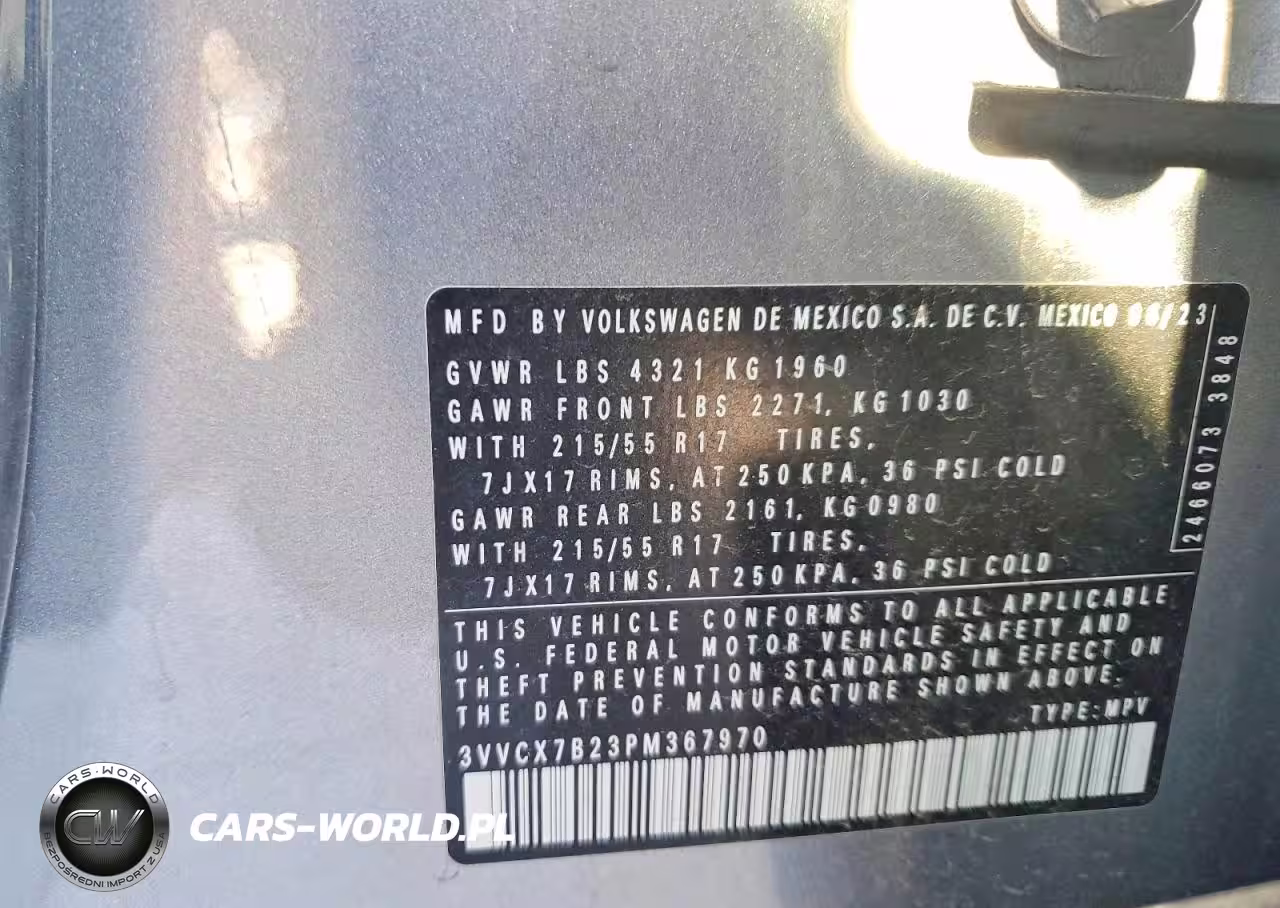 MFD BY VOLKSWAGEN DE MEXICO S.A. DE C.V. MEXICO 06/23
GVWR LBS 4321 KG 1960
GAWR FRONT LBS 2271, KG 1030
WITH 215/55 R17 TIRES,
7JX17 RIMS, AT 250 KPA, 36 PSI COLD
GAWR REAR LBS 2161, KG 0980
WITH 215/55 R17 TIRES,
7JX17 RIMS, AT 250 KPA, 36 PSI COLD
2466073 3848
THIS VEHICLE CONFORMS TO ALL APPLICABLE
U.S. FEDERAL MOTOR VEHICLE SAFETY AND
THEFT PREVENTION STANDARDS IN EFFECT ON
THE DATE OF MANUFACTURE SHOWN ABOVE.
TYPE: MPV
3VVCX7B23PM367970
CARS-WORLD
CW
BEZPOŚREDNI IMPORT Z USA
CARS-WORLD.PL